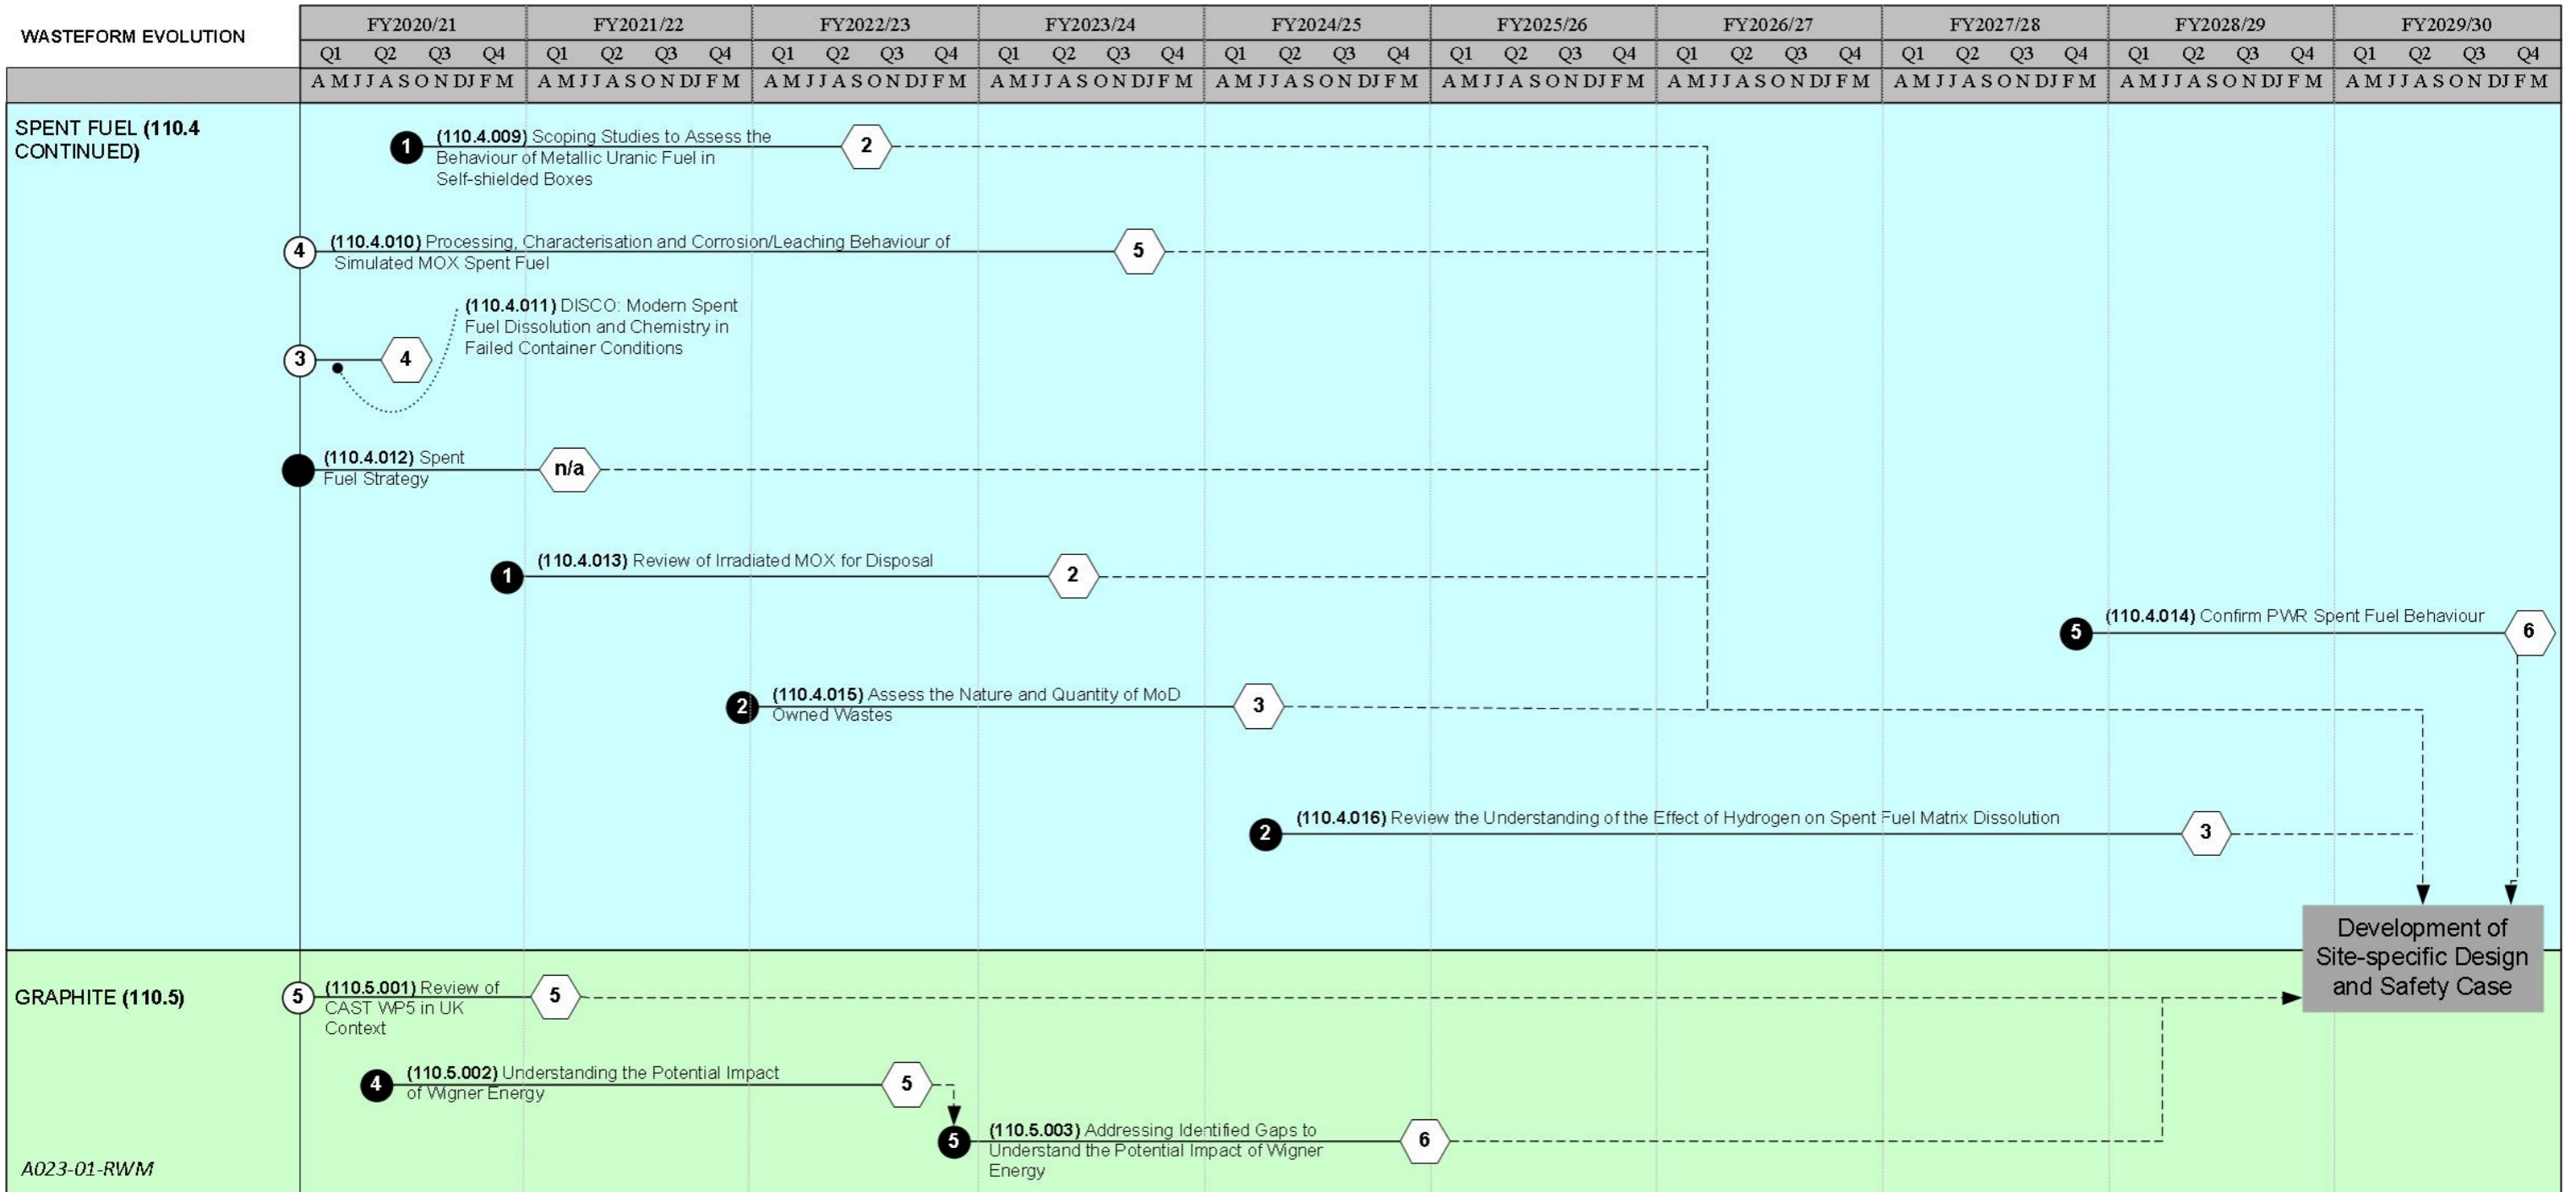 WASTEFORM EVOLUTION
FY2020/21 FY2021/22 FY2022/23 FY2023/24 FY2024/25 FY2025/26 FY2026/27 FY2027/28 FY2028/29 FY2029/30
Q1 Q2 Q3 Q4 Q1 Q2 Q3 Q4 Q1 Q2 Q3 Q4 Q1 Q2 Q3 Q4 Q1 Q2 Q3 Q4 Q1 Q2 Q3 Q4 Q1 Q2 Q3 Q4 Q1 Q2 Q3 Q4 Q1 Q2 Q3 Q4 Q1 Q2 Q3 Q4
A M J J A S O N D J F M A M J J A S O N D J F M A M J J A S O N D J F M A M J J A S O N D J F M A M J J A S O N D J F M A M J J A S O N D J F M A M J J A S O N D J F M A M J J A S O N D J F M A M J J A S O N D J F M A M J J A S O N D J F M
SPENT FUEL (110.4
CONTINUED)
1
(110.4.009) Scoping Studies to Assess the
Behaviour of Metallic Uranic Fuel in
Self-shielded Boxes
2
4
(110.4.010) Processing, Characterisation and Corrosion/Leaching Behaviour of
Simulated MOX Spent Fuel
5
(110.4.011) DISCO: Modern Spent
Fuel Dissolution and Chemistry in
Failed Container Conditions
3
4
(110.4.012) Spent
Fuel Strategy
n/a
1
(110.4.013) Review of Irradiated MOX for Disposal
2
5
(110.4.014) Confirm PWR Spent Fuel Behaviour
6
2
(110.4.015) Assess the Nature and Quantity of MoD
Owned Wastes
3
2
(110.4.016) Review the Understanding of the Effect of Hydrogen on Spent Fuel Matrix Dissolution
3
Development of
Site-specific Design
and Safety Case
GRAPHITE (110.5)
5
(110.5.001) Review of
CAST WP5 in UK
Context
5
4
(110.5.002) Understanding the Potential Impact
of Wigner Energy
5
5
(110.5.003) Addressing Identified Gaps to
Understand the Potential Impact of Wigner
Energy
6
A023-01-RWM